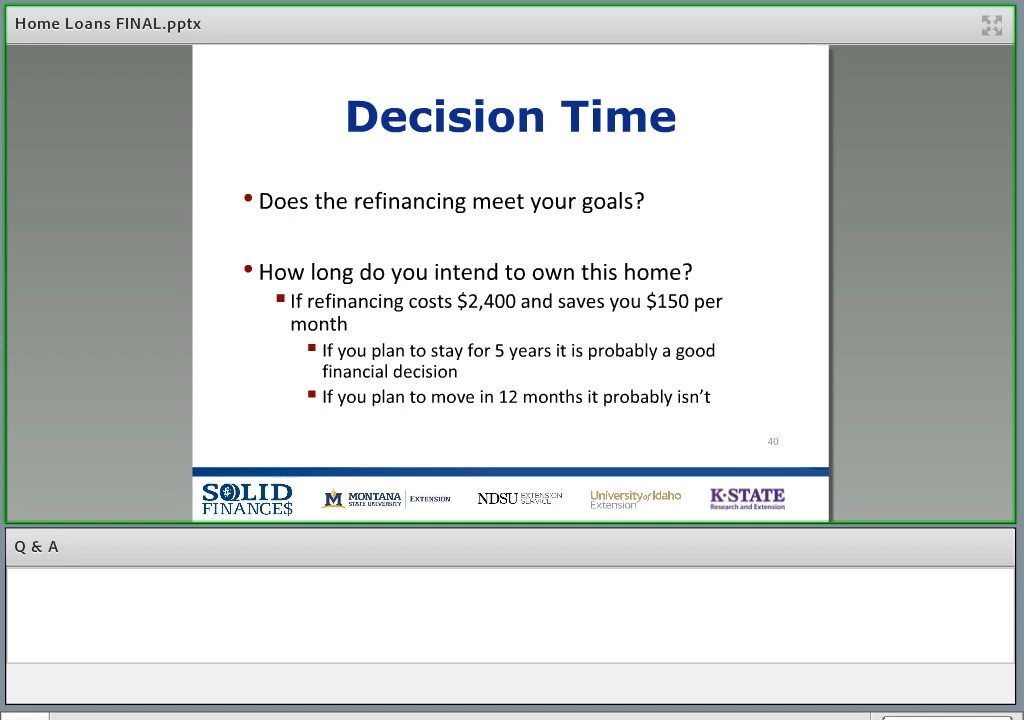 Home Loans FINAL.pptx
Decision Time
• Does the refinancing meet your goals?
• How long do you intend to own this home?
▪ If refinancing costs $2,400 and saves you $150 per
month
▪ If you plan to stay for 5 years it is probably a good
financial decision
▪ If you plan to move in 12 months it probably isn't
40
SOLID
FINANCE$
M MONTANA
STATE UNIVERSITY
EXTENSION
NDSU EXTENSION
SERVICE
University of Idaho
Extension
K-STATE
Research and Extension
Q & A